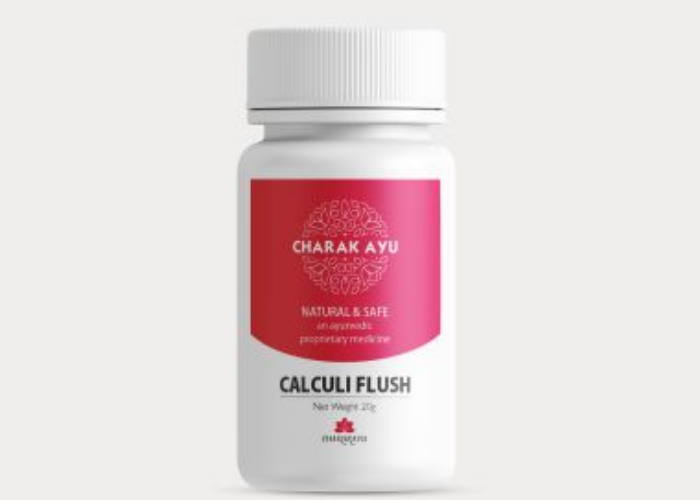 CHARAK AYU
NATURAL & SAFE
an ayurvedic
proprietary medicine
CALCULI FLUSH
Net Weight 20g